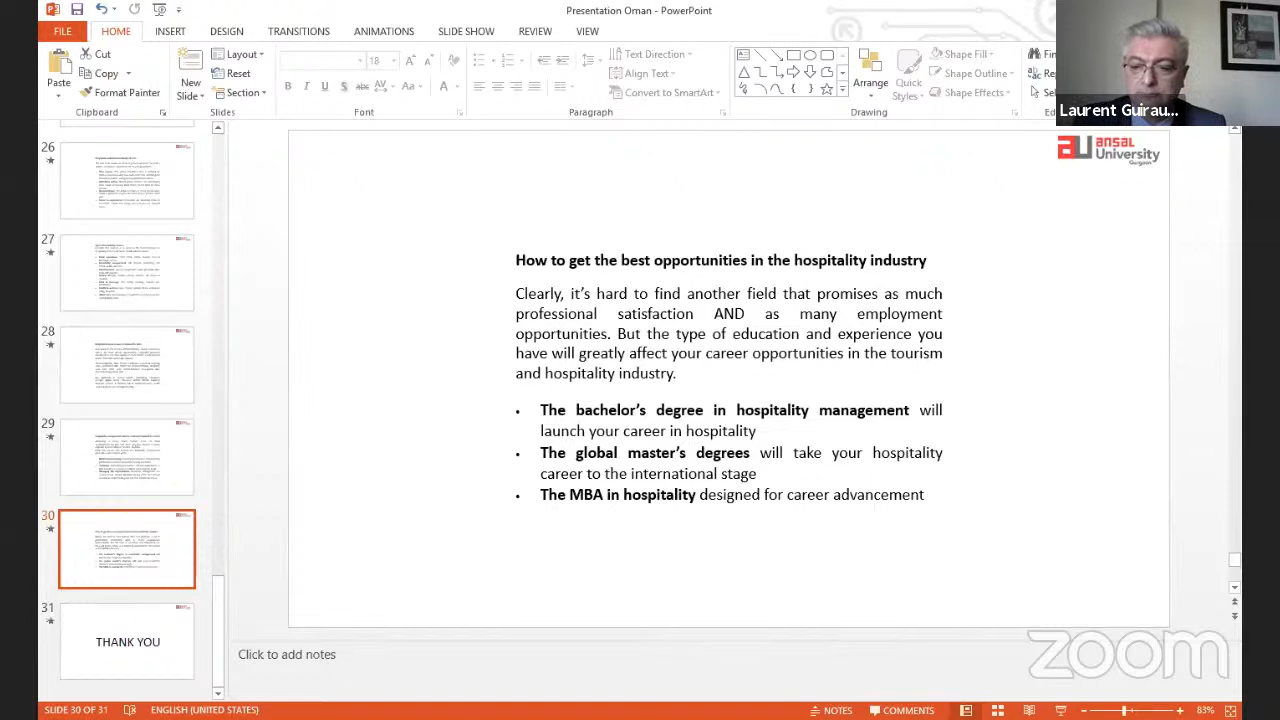 Presentation Oman - PowerPoint
FILE HOME INSERT DESIGN TRANSITIONS ANIMATIONS SLIDE SHOW REVIEW VIEW
Paste
Cut
Copy
Format Painter
Clipboard
New
Slide
Layout
Reset
Section
Slides
18
B I U S abc AV Aa A
Font
Text Direction
Align Text
Convert to SmartArt
Paragraph
Arrange
Quick
Styles
Shape Fill
Shape Outline
Shape Effects
Drawing
Laurent Guirau...
ansal
University
Gurgaon
26
27
28
29
30
31
THANK YOU
How to get the best opportunities in the hospitality industry
Clearly, it's hard to find another field that promises as much
professional satisfaction AND as many employment
opportunities. But the type of education and experience you
have will greatly affect your career opportunities in the tourism
and hospitality industry.
• The bachelor's degree in hospitality management will
launch your career in hospitality
• The global master's degrees will take your hospitality
career to the international stage
• The MBA in hospitality designed for career advancement
Click to add notes
zoom
SLIDE 30 OF 31 ENGLISH (UNITED STATES) NOTES COMMENTS 83%